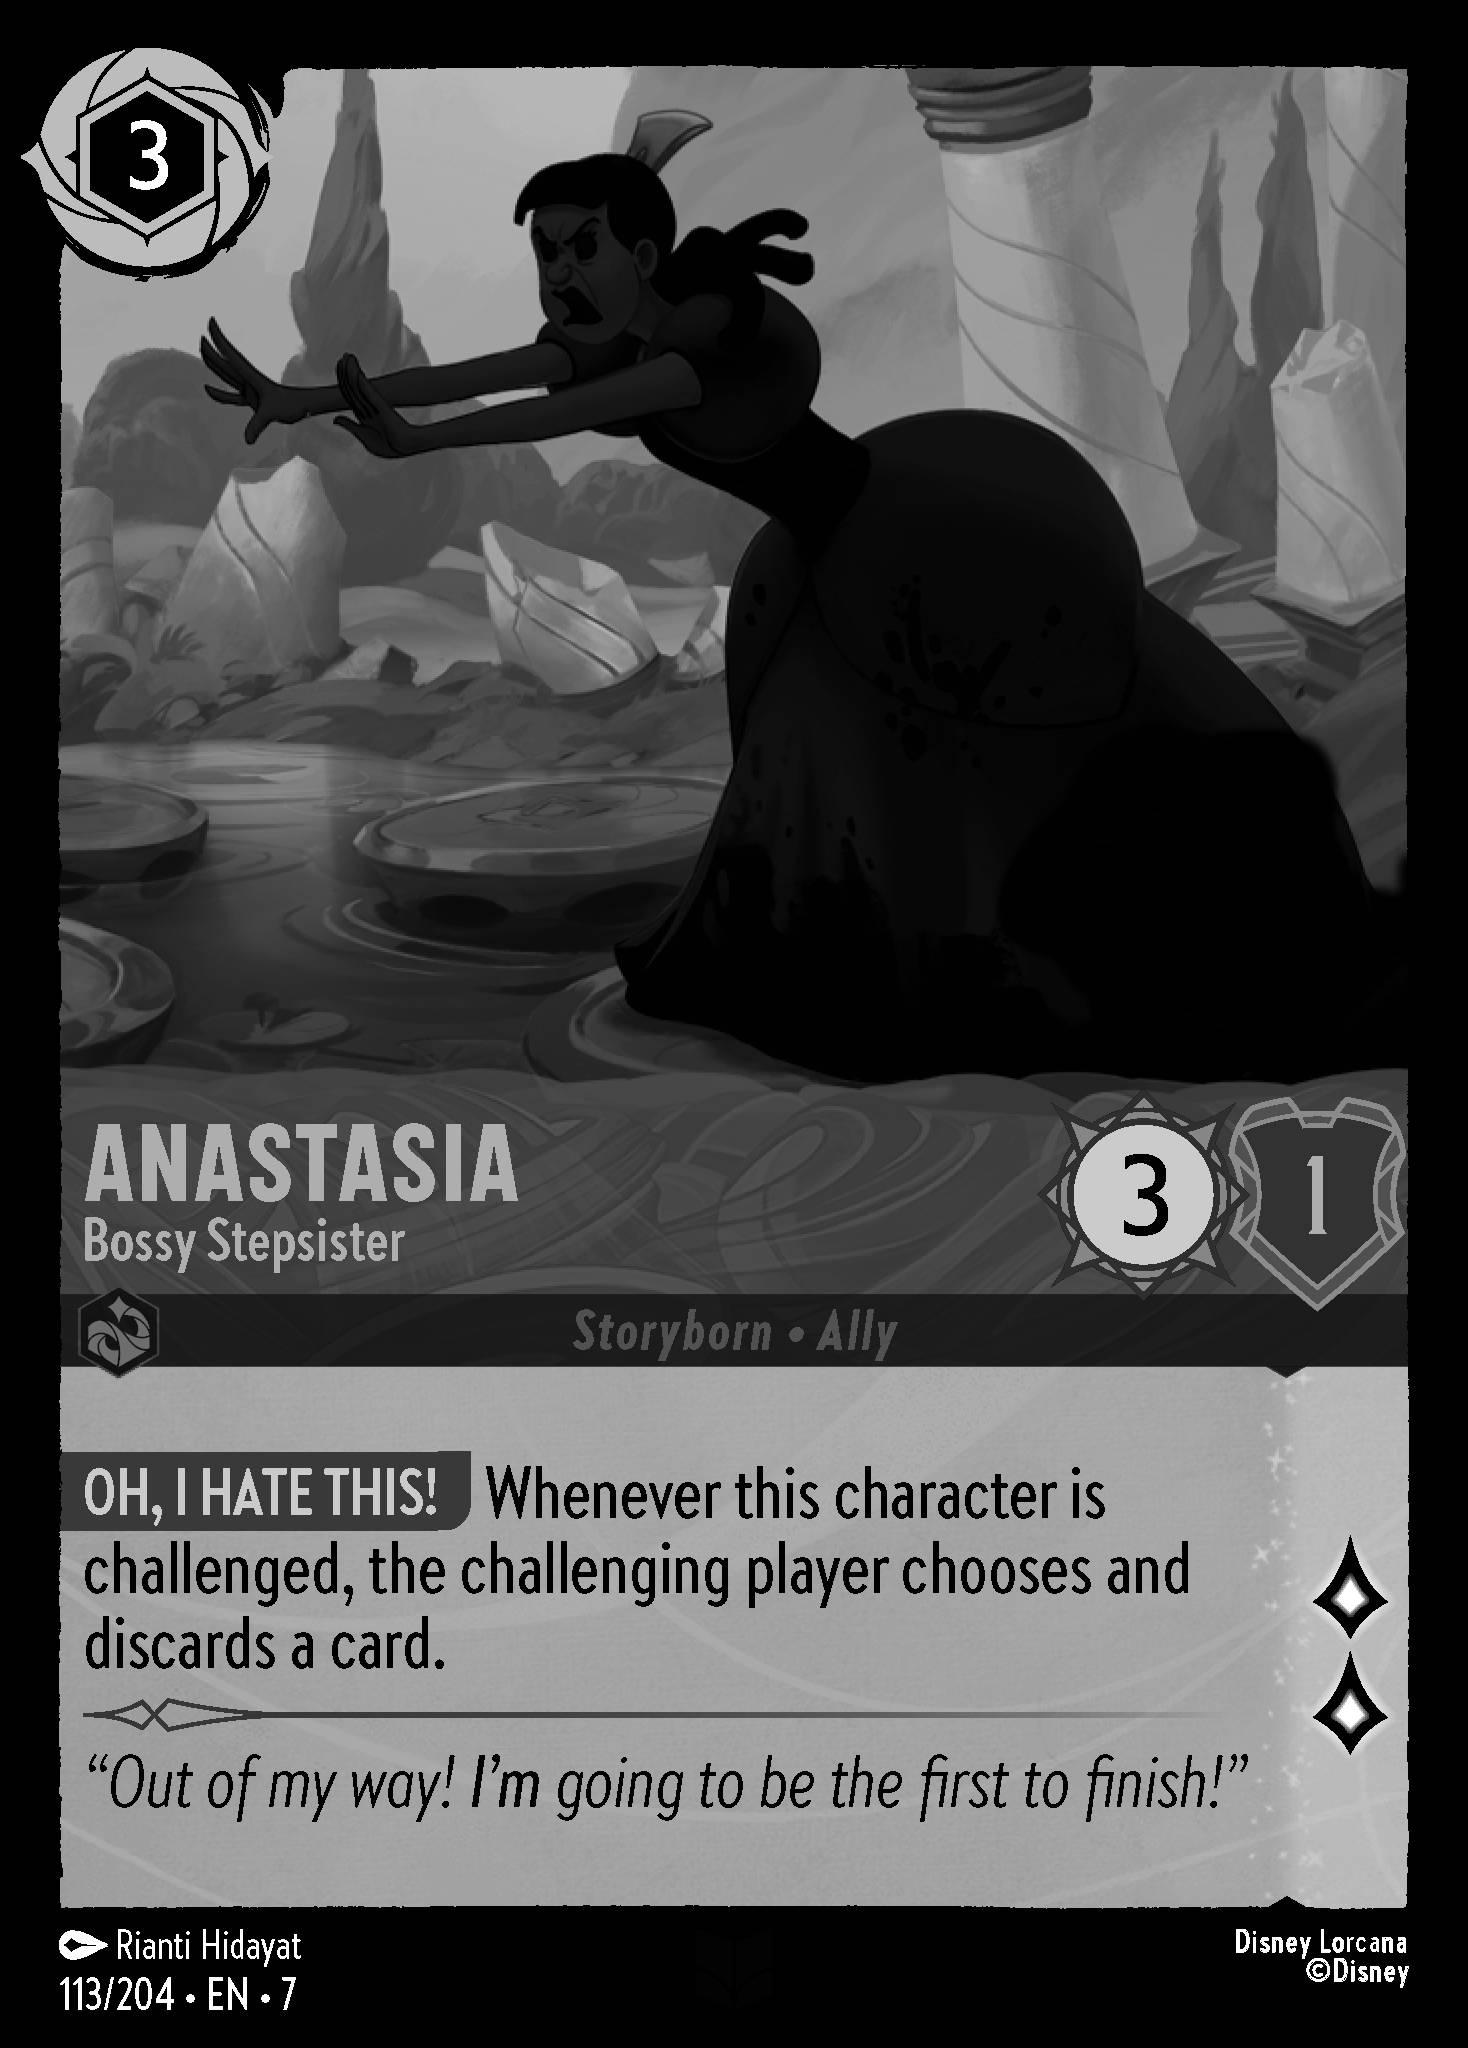 3
ANASTASIA
Bossy Stepsister
3
1
Storyborn • Ally
OH, I HATE THIS! Whenever this character is
challenged, the challenging player chooses and
discards a card.
“Out of my way! I’m going to be the first to finish!”
Rianti Hidayat
113/204 • EN • 7
Disney Lorcana
©Disney